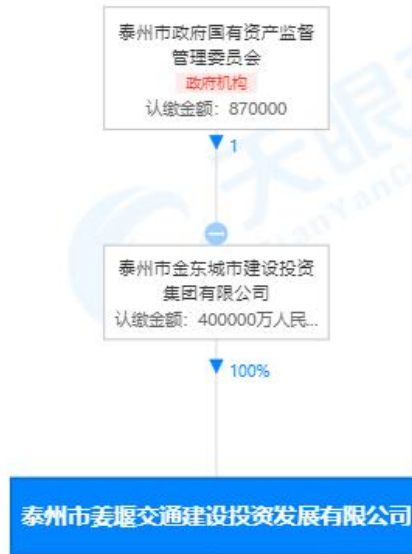 泰州市政府国有资产监督
管理委员会
政府机构
认缴金额：870000
1
泰州市金东城市建设投资
集团有限公司
认缴金额：400000万人民...
100%
泰州市姜堰交通建设投资发展有限公司